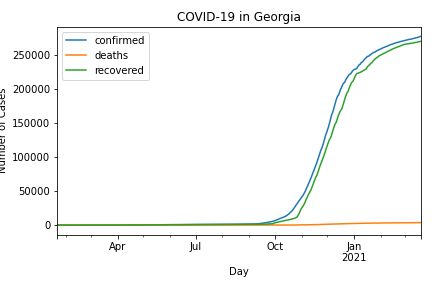 COVID-19 in Georgia
confirmed
deaths
recovered
250000
200000
150000
100000
50000
0
Number of Cases
Apr
Jul
Oct
Jan
2021
Day